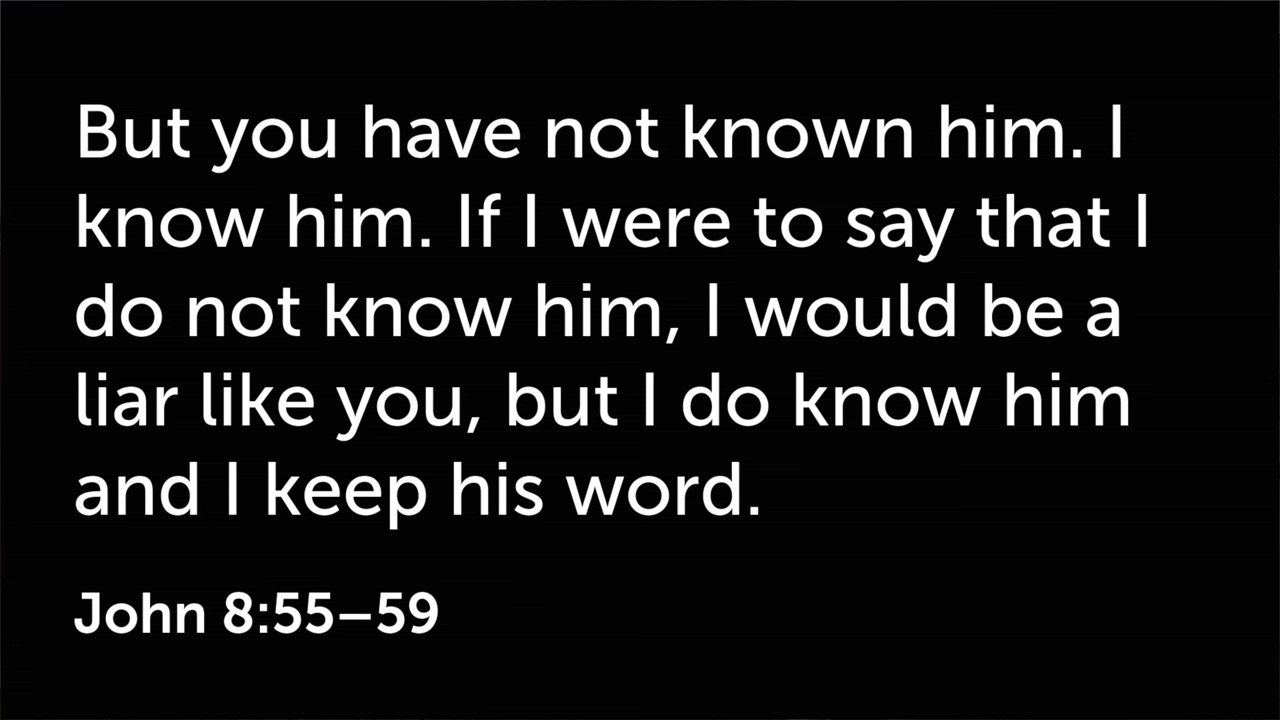 But you have not known him. I
know him. If I were to say that I
do not know him, I would be a
liar like you, but I do know him
and I keep his word.
John 8:55–59